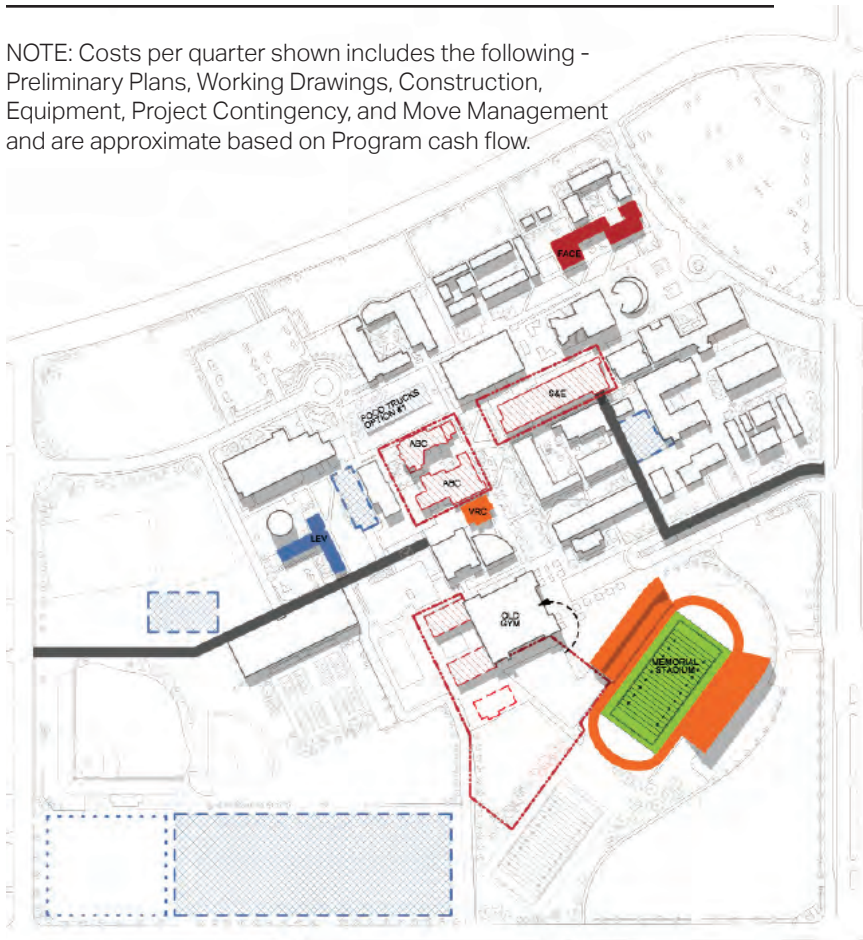 NOTE: Costs per quarter shown includes the following -
Preliminary Plans, Working Drawings, Construction,
Equipment, Project Contingency, and Move Management
and are approximate based on Program cash flow.
FACE
S&E
FOOD TRUCKS
OPTION #1
ABC
ABC
VRC
LEV
OLD
GYM
MEMORIAL
STADIUM